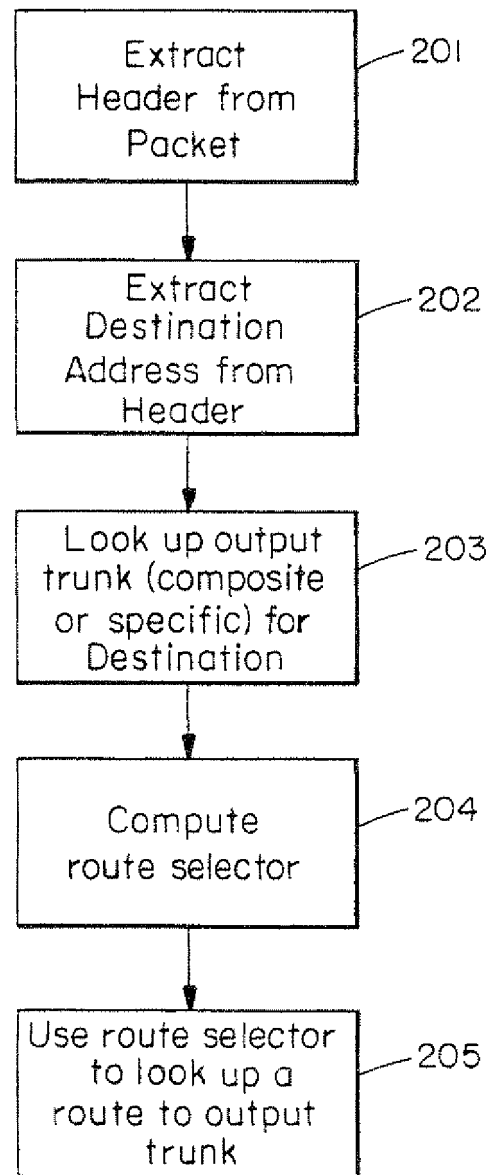 Extract
Header from
Packet
201
Extract
Destination
Address from
Header
202
Look up output
trunk (composite
or specific) for
Destination
203
Compute
route selector
204
Use route selector
to look up a
route to output
trunk
205